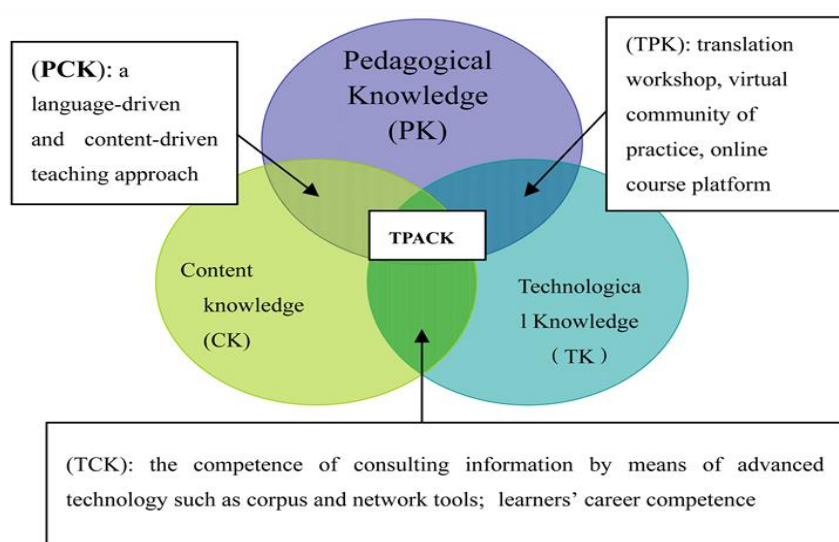 (PCK): a
language-driven
and content-driven
teaching approach
Pedagogical
Knowledge
(PK)
(TPK): translation
workshop, virtual
community of
practice, online
course platform
TPACK
Content
knowledge
(CK)
Technologica
l Knowledge
( TK )
(TCK): the competence of consulting information by means of advanced
technology such as corpus and network tools; learners' career competence